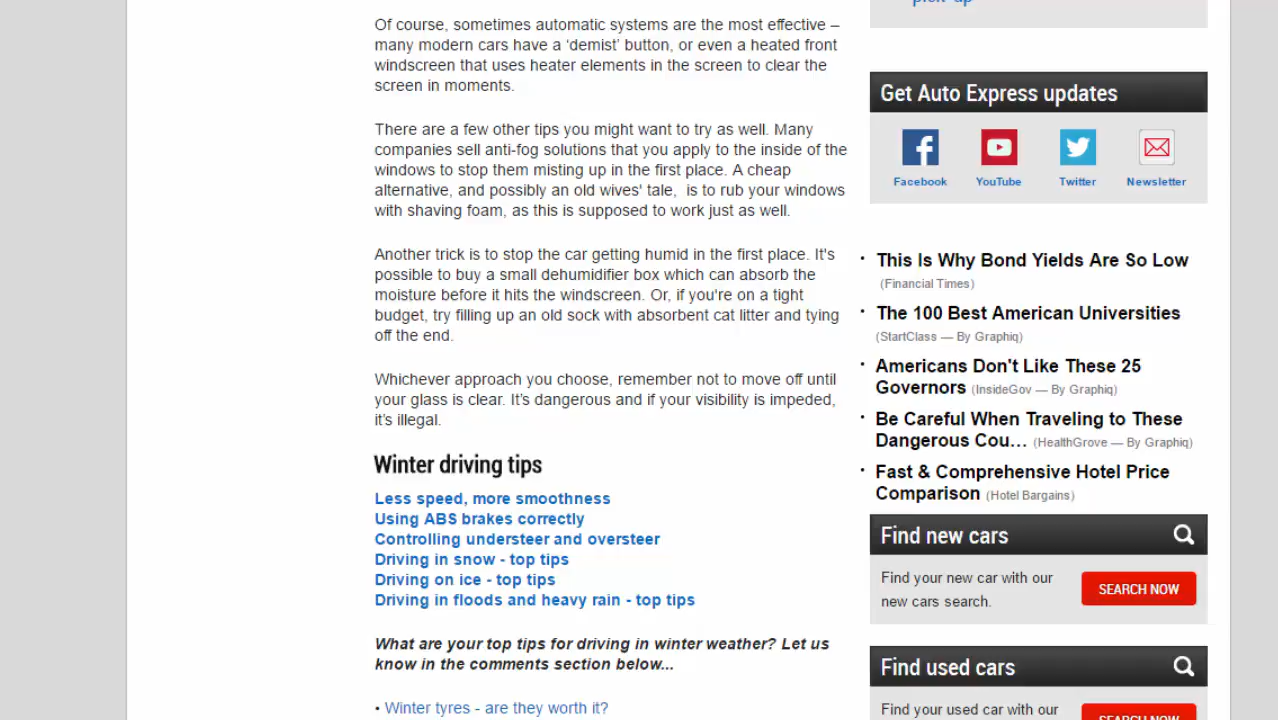 Of course, sometimes automatic systems are the most effective –
many modern cars have a ‘demist’ button, or even a heated front
windscreen that uses heater elements in the screen to clear the
screen in moments.
There are a few other tips you might want to try as well. Many
companies sell anti-fog solutions that you apply to the inside of the
windows to stop them misting up in the first place. A cheap
alternative, and possibly an old wives' tale,  is to rub your windows
with shaving foam, as this is supposed to work just as well.
Another trick is to stop the car getting humid in the first place. It's
possible to buy a small dehumidifier box which can absorb the
moisture before it hits the windscreen. Or, if you're on a tight
budget, try filling up an old sock with absorbent cat litter and tying
off the end.
Whichever approach you choose, remember not to move off until
your glass is clear. It’s dangerous and if your visibility is impeded,
it’s illegal.
Winter driving tips
Less speed, more smoothness
Using ABS brakes correctly
Controlling understeer and oversteer
Driving in snow - top tips
Driving on ice - top tips
Driving in floods and heavy rain - top tips
What are your top tips for driving in winter weather? Let us
know in the comments section below...
• Winter tyres - are they worth it?
pick-up
Get Auto Express updates
Facebook YouTube Twitter Newsletter
• This Is Why Bond Yields Are So Low
(Financial Times)
• The 100 Best American Universities
(StartClass — By Graphiq)
• Americans Don't Like These 25
Governors (InsideGov — By Graphiq)
• Be Careful When Traveling to These
Dangerous Cou… (HealthGrove — By Graphiq)
• Fast & Comprehensive Hotel Price
Comparison (Hotel Bargains)
Find new cars
Find your new car with our
new cars search.
SEARCH NOW
Find used cars
Find your used car with our
SEARCH NOW